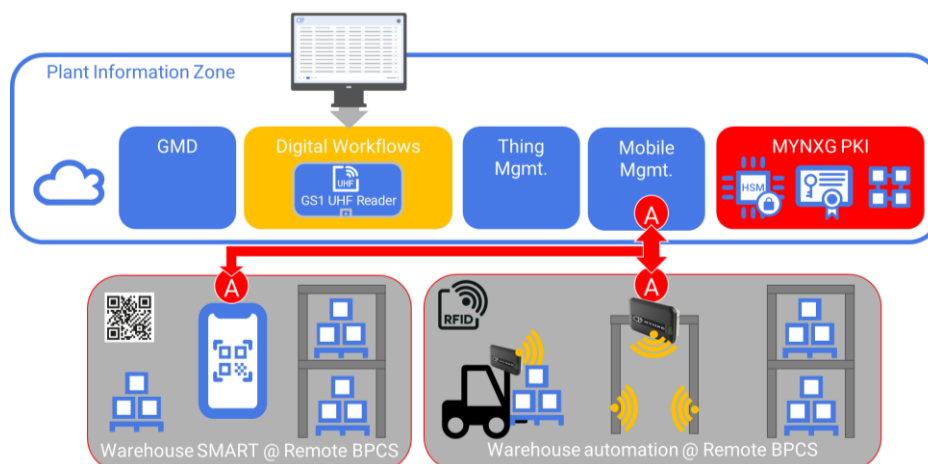 Plant Information Zone
GMD
Digital Workflows
UHF
GS1 UHF Reader
Thing
Mgmt.
Mobile
Mgmt.
MYNXG PKI
HSM
A
A
A
RFID
Warehouse SMART @ Remote BPCS
Warehouse automation @ Remote BPCS